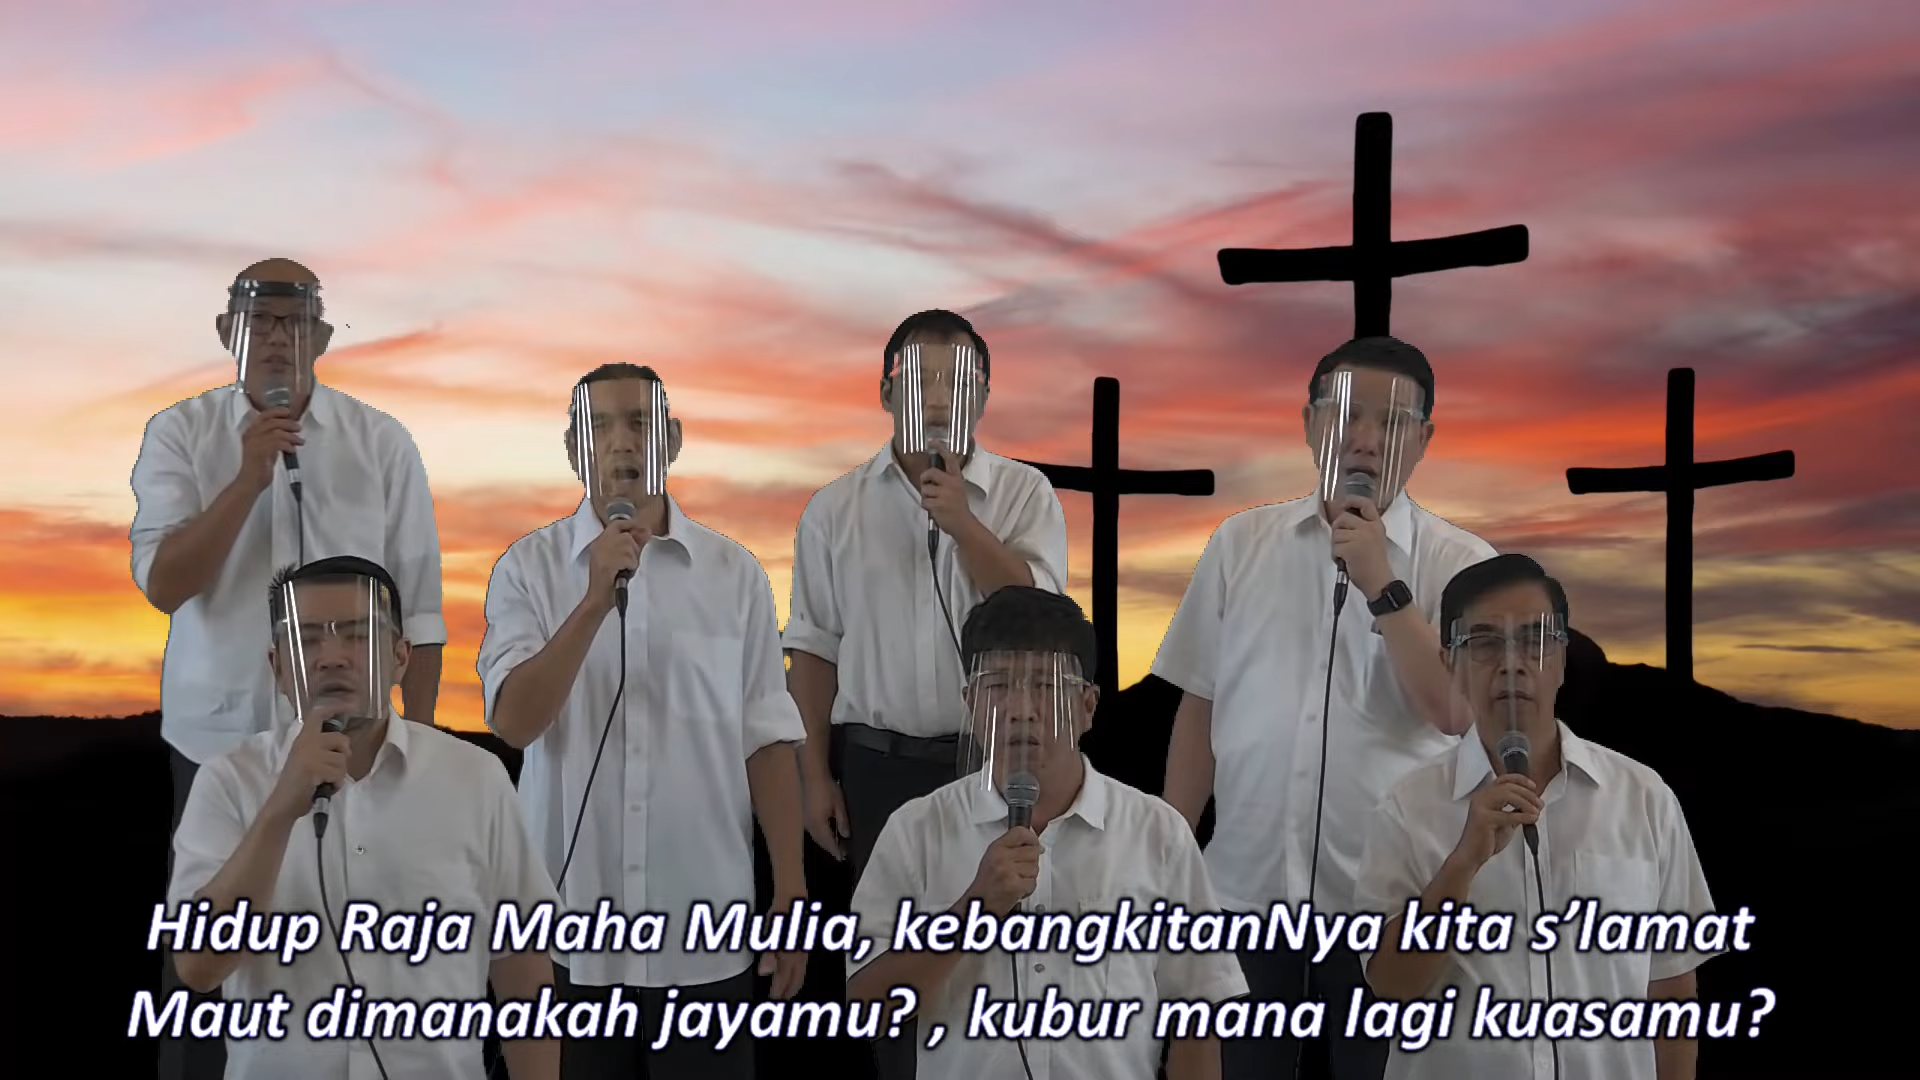 Hidup Raja Maha Mulia, kebangkitanNya kita s’lamat
Maut dimanakah jayamu? , kubur mana lagi kuasamu?